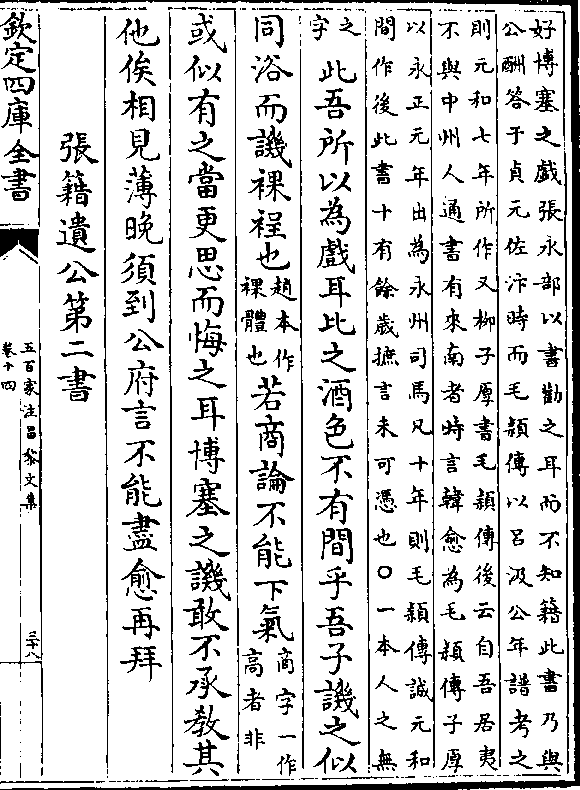 好博塞之戲張水部以書勸之耳而不知籍此書乃與
公酬答于貞元佐汴時而毛穎傳以呂汲公年譜考之
則元和七年所作又柳子厚書毛穎傳後云自吾居夷
不與中州人通書有來南者時言韓愈為毛穎傳子厚
以永正元年出為永州司馬凡十年則毛穎傳誠元和
間作後此書十有餘歲摭言未可憑也〇一本人之無
之字
此吾所以為戲耳比之酒色不有間乎吾子譏之似
同浴而譏裸裎也趙本作裸體也若商論不能下氣商字一作高者非
或似有之當更思而悔之耳博塞之譏敢不承教其
他俟相見薄晚須到公府言不能盡愈再拜
張籍遺公第二書
欽定四庫全書
五百家注昌黎文集
卷十四
三十八